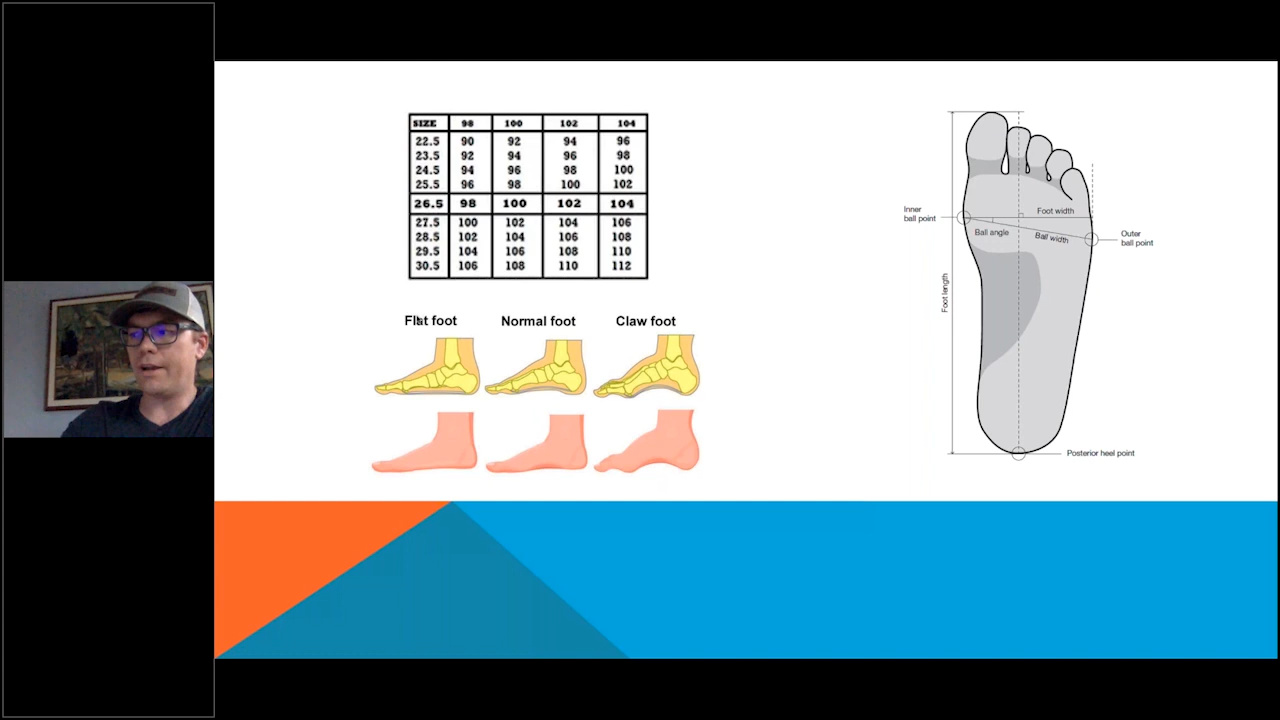 SIZE 98 100 102 104
22.5 90 92 94 96
23.5 92 94 96 98
24.5 94 96 98 100
25.5 96 98 100 102
26.5 98 100 102 104
27.5 100 102 104 106
28.5 102 104 106 108
29.5 104 106 108 110
30.5 106 108 110 112
Flat foot
Normal foot
Claw foot
Inner
ball point
Foot width
Ball angle
Ball width
Outer
ball point
Foot length
Posterior heel point